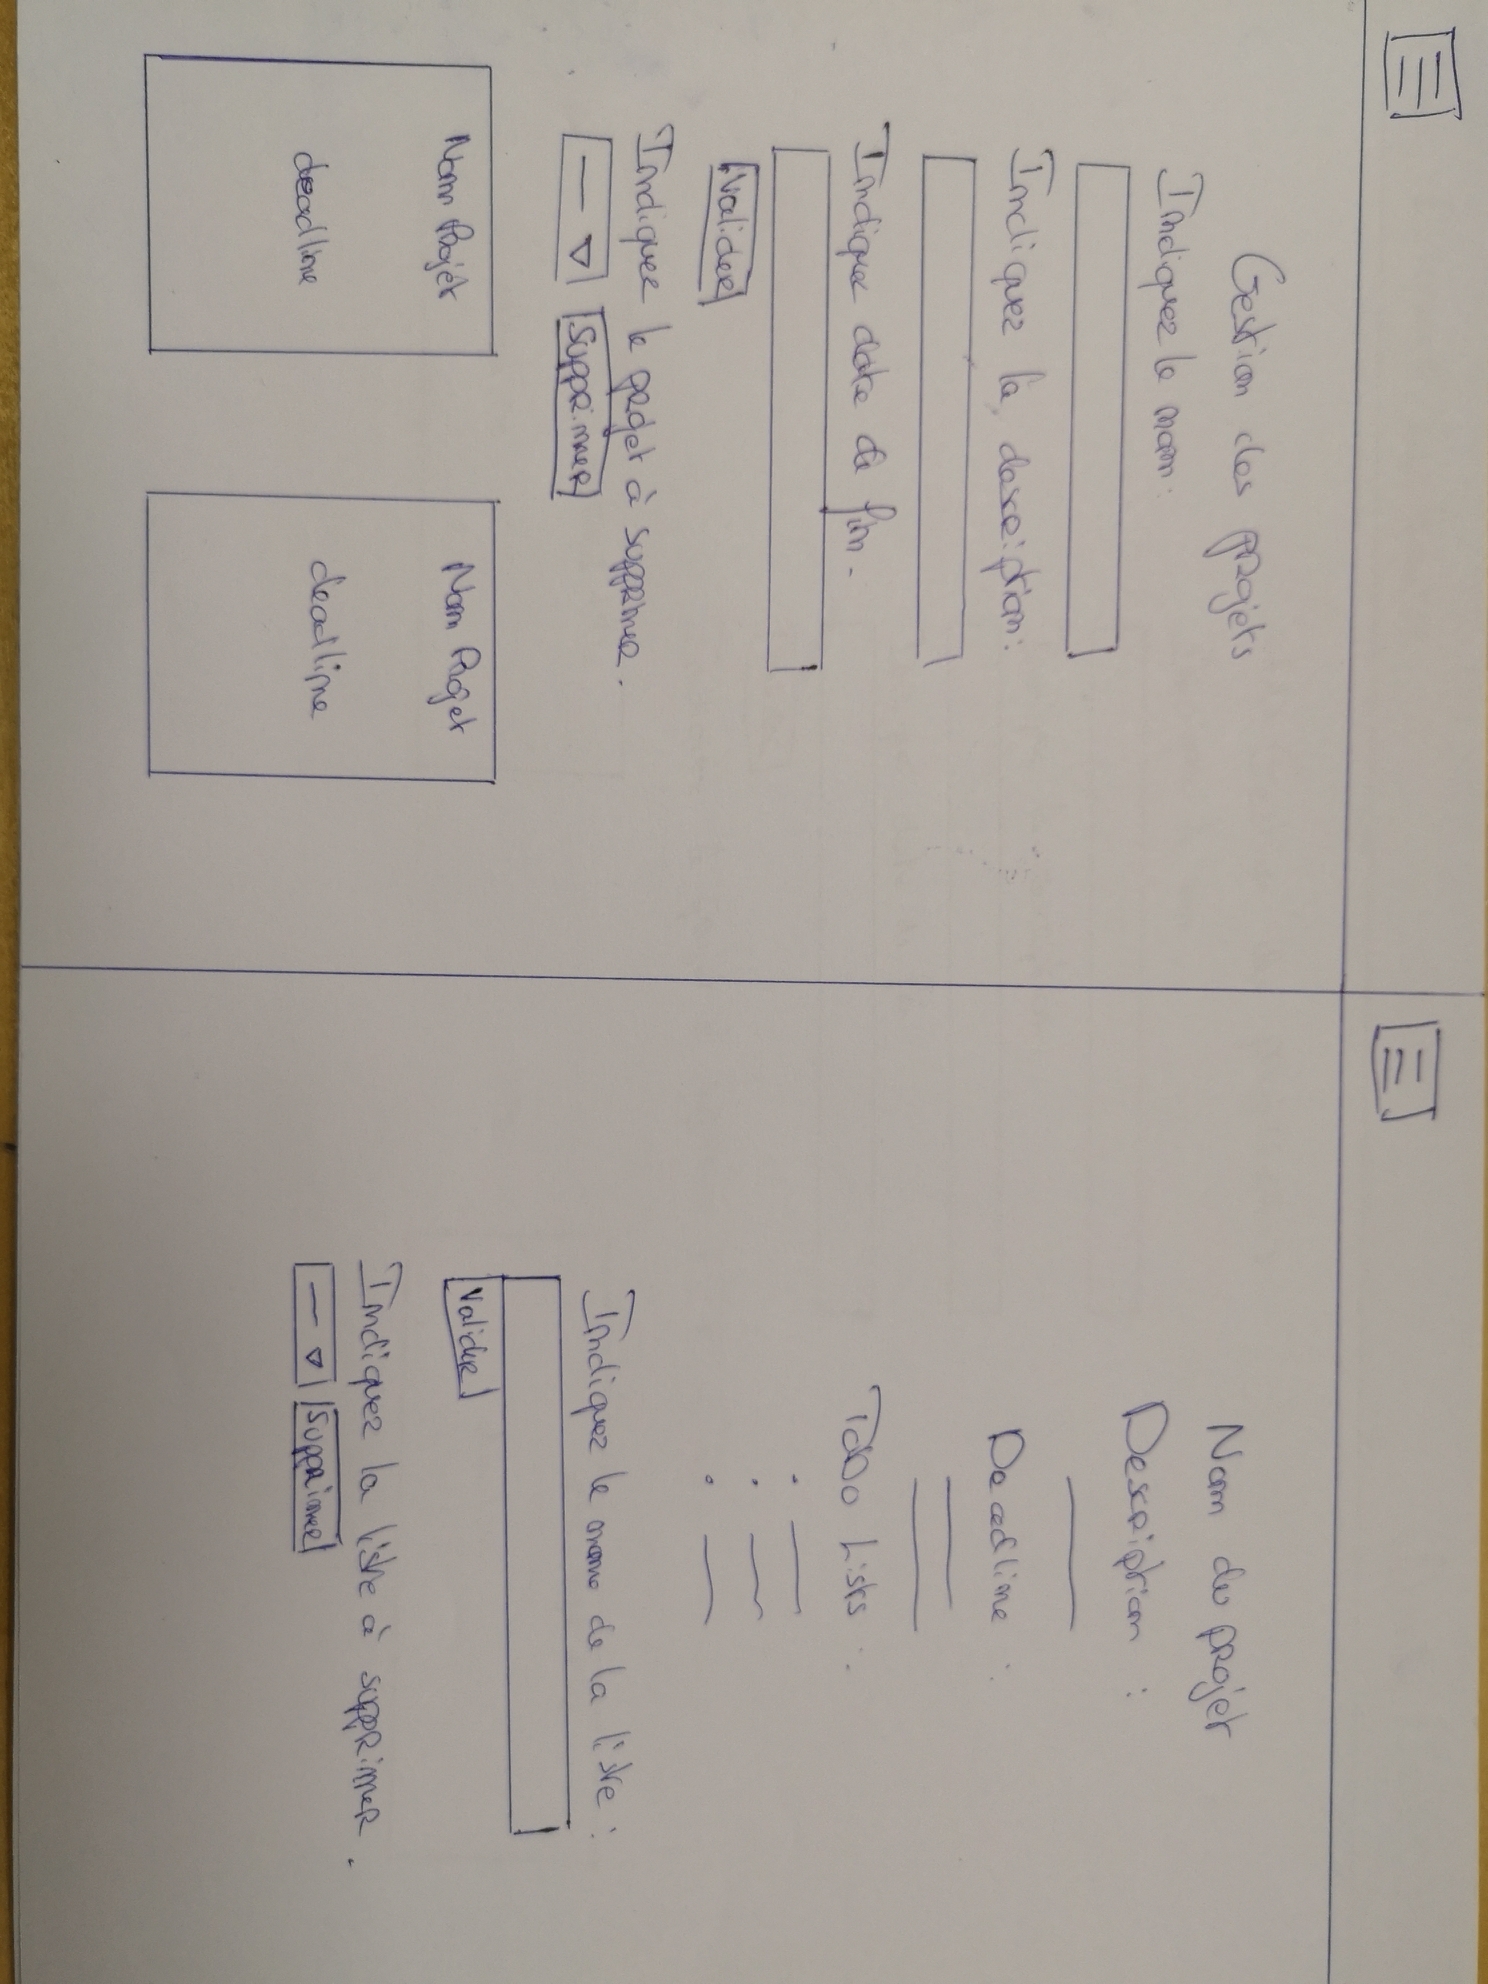 Gestion des projets
Indiquez le nom:
Indiquez la description:
Indiquer date de fin.
Valider
Indiquer le projet à supprimer.
Supprimer
Nom Projet
deadline
Nom Projet
deadline
Nom du projet
Description :
Deadline :
ToDo Lists :
Indiquez le nom de la liste :
Valider
Indiquez la liste à supprimer.
Supprimer